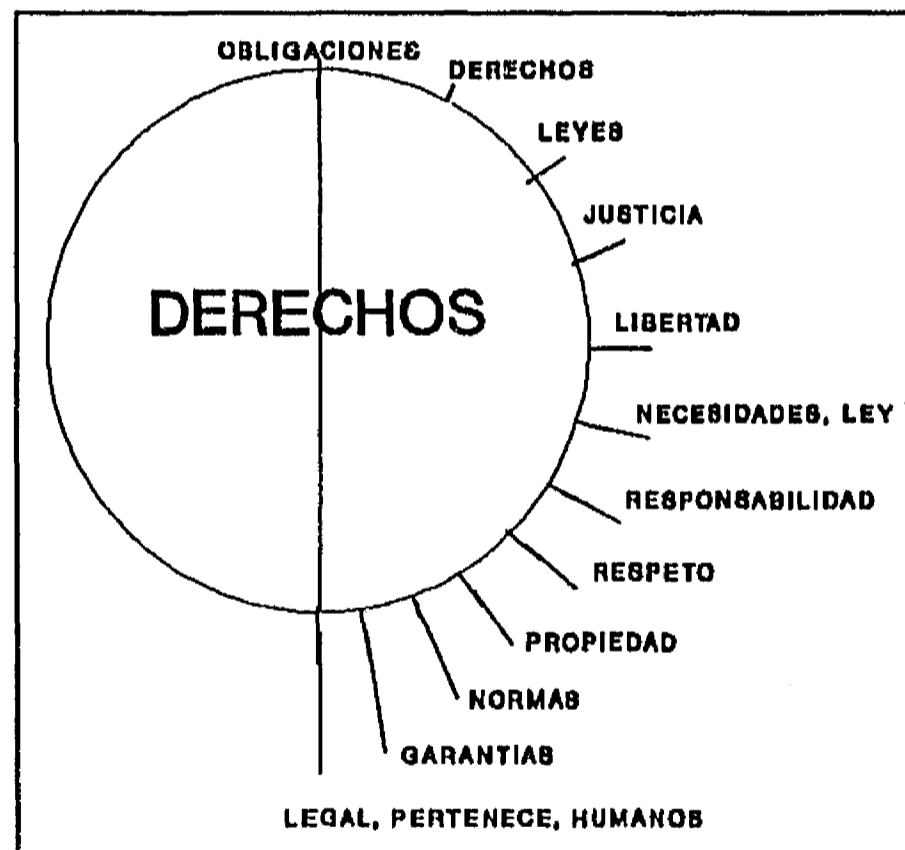 OBLIGACIONES
DERECHOS
LEYES
JUSTICIA
DERECHOS
LIBERTAD
NECESIDADES, LEY
RESPONSABILIDAD
RESPETO
PROPIEDAD
NORMAS
GARANTIAS
LEGAL, PERTENECE, HUMANOS